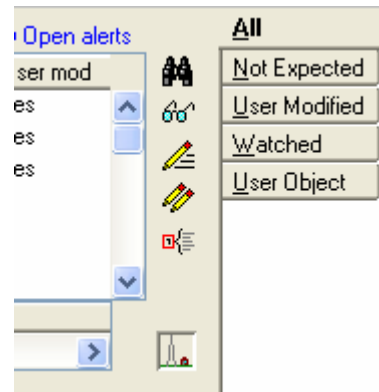 All
Open alerts
Not Expected
ser mod
User Modified
es
es
Watched
es
User Object